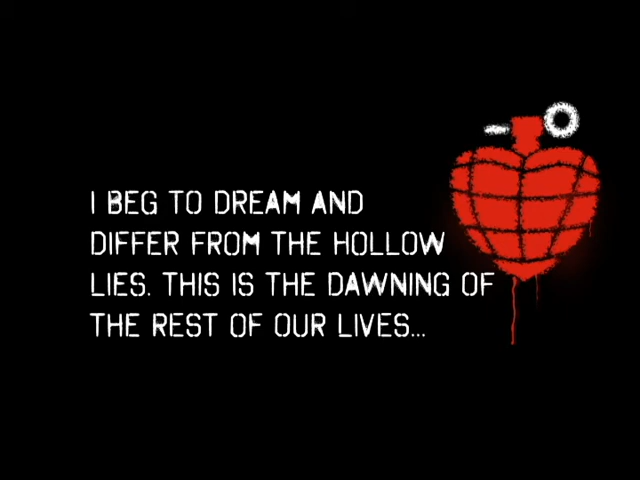 I BEG TO DREAM AND
DIFFER FROM THE HOLLOW
LIES. THIS IS THE DAWNING OF
THE REST OF OUR LIVES...